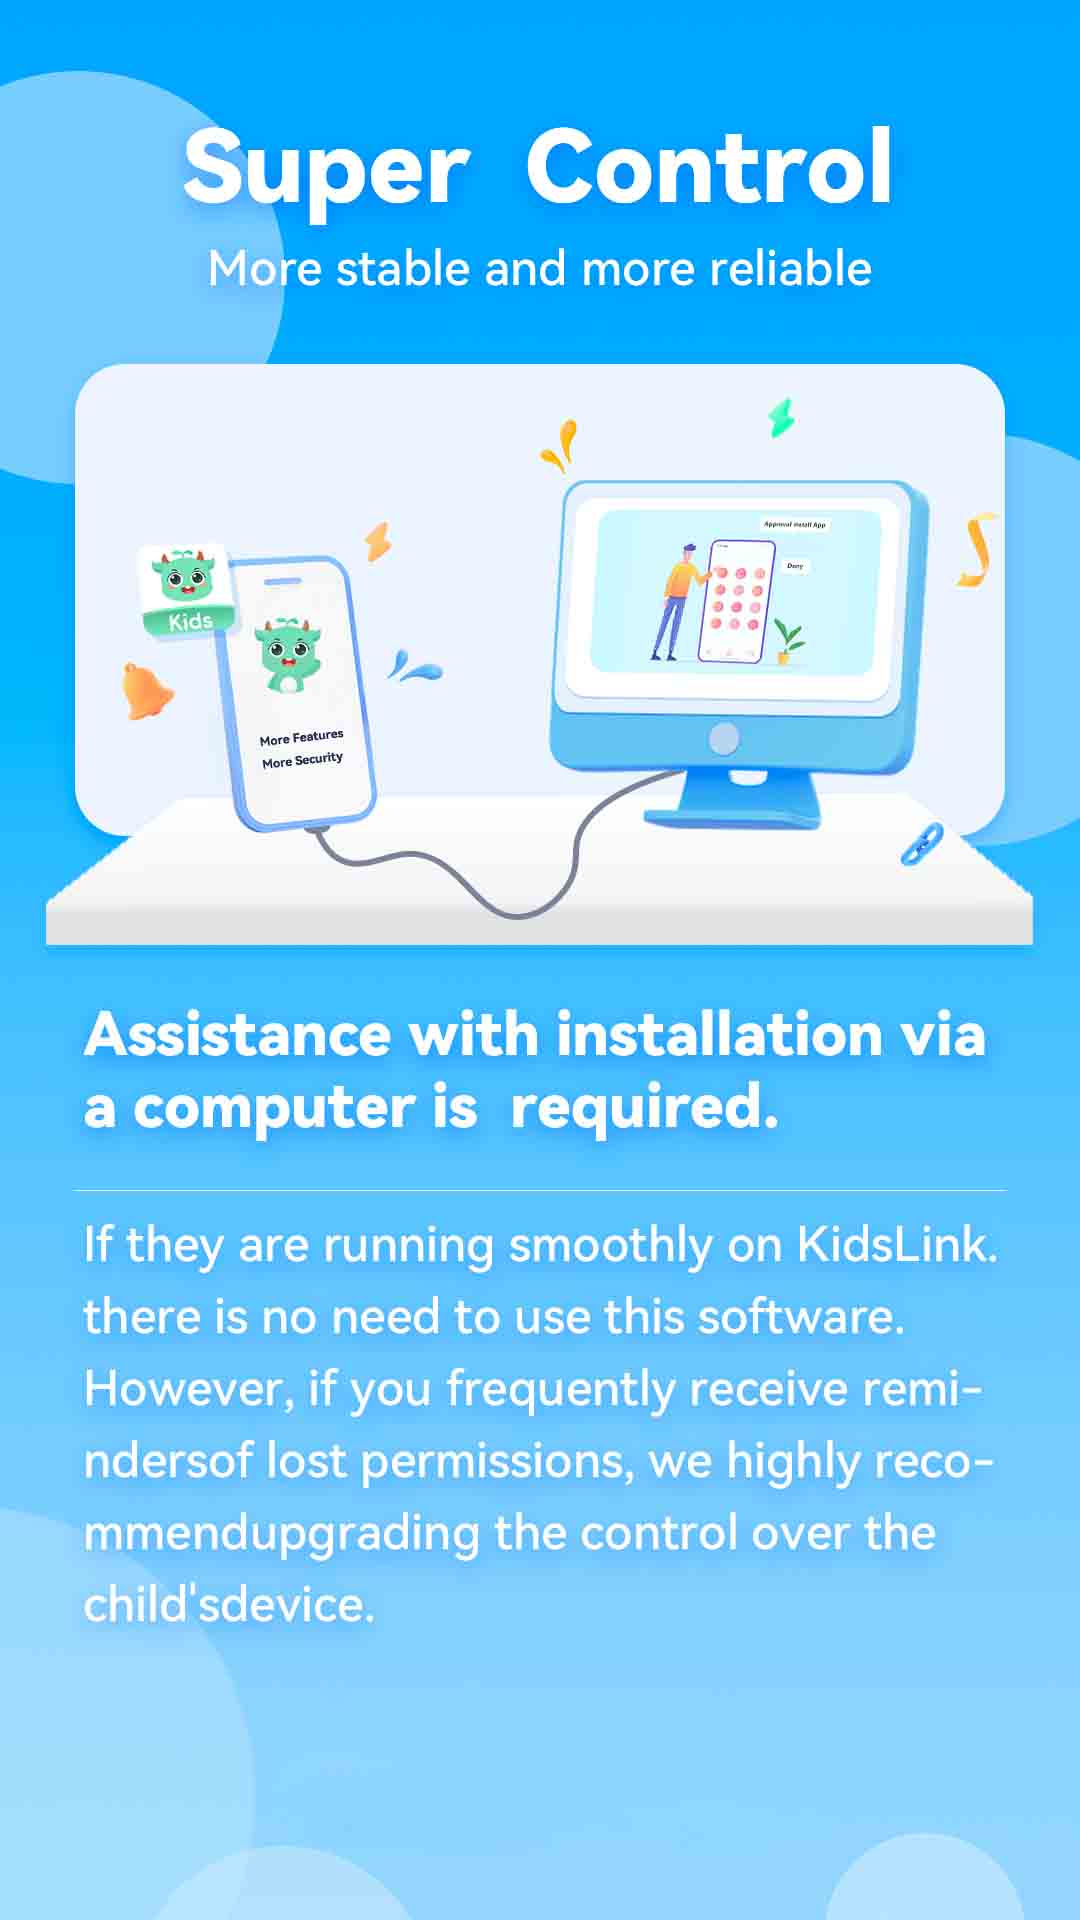 Super Control
More stable and more reliable
Approval install App
Deny
Kids
More Features
More Security
Assistance with installation via
a computer is required.
If they are running smoothly on KidsLink.
there is no need to use this software.
However, if you frequently receive remi-
ndersof lost permissions, we highly reco-
mmendupgrading the control over the
child'sdevice.